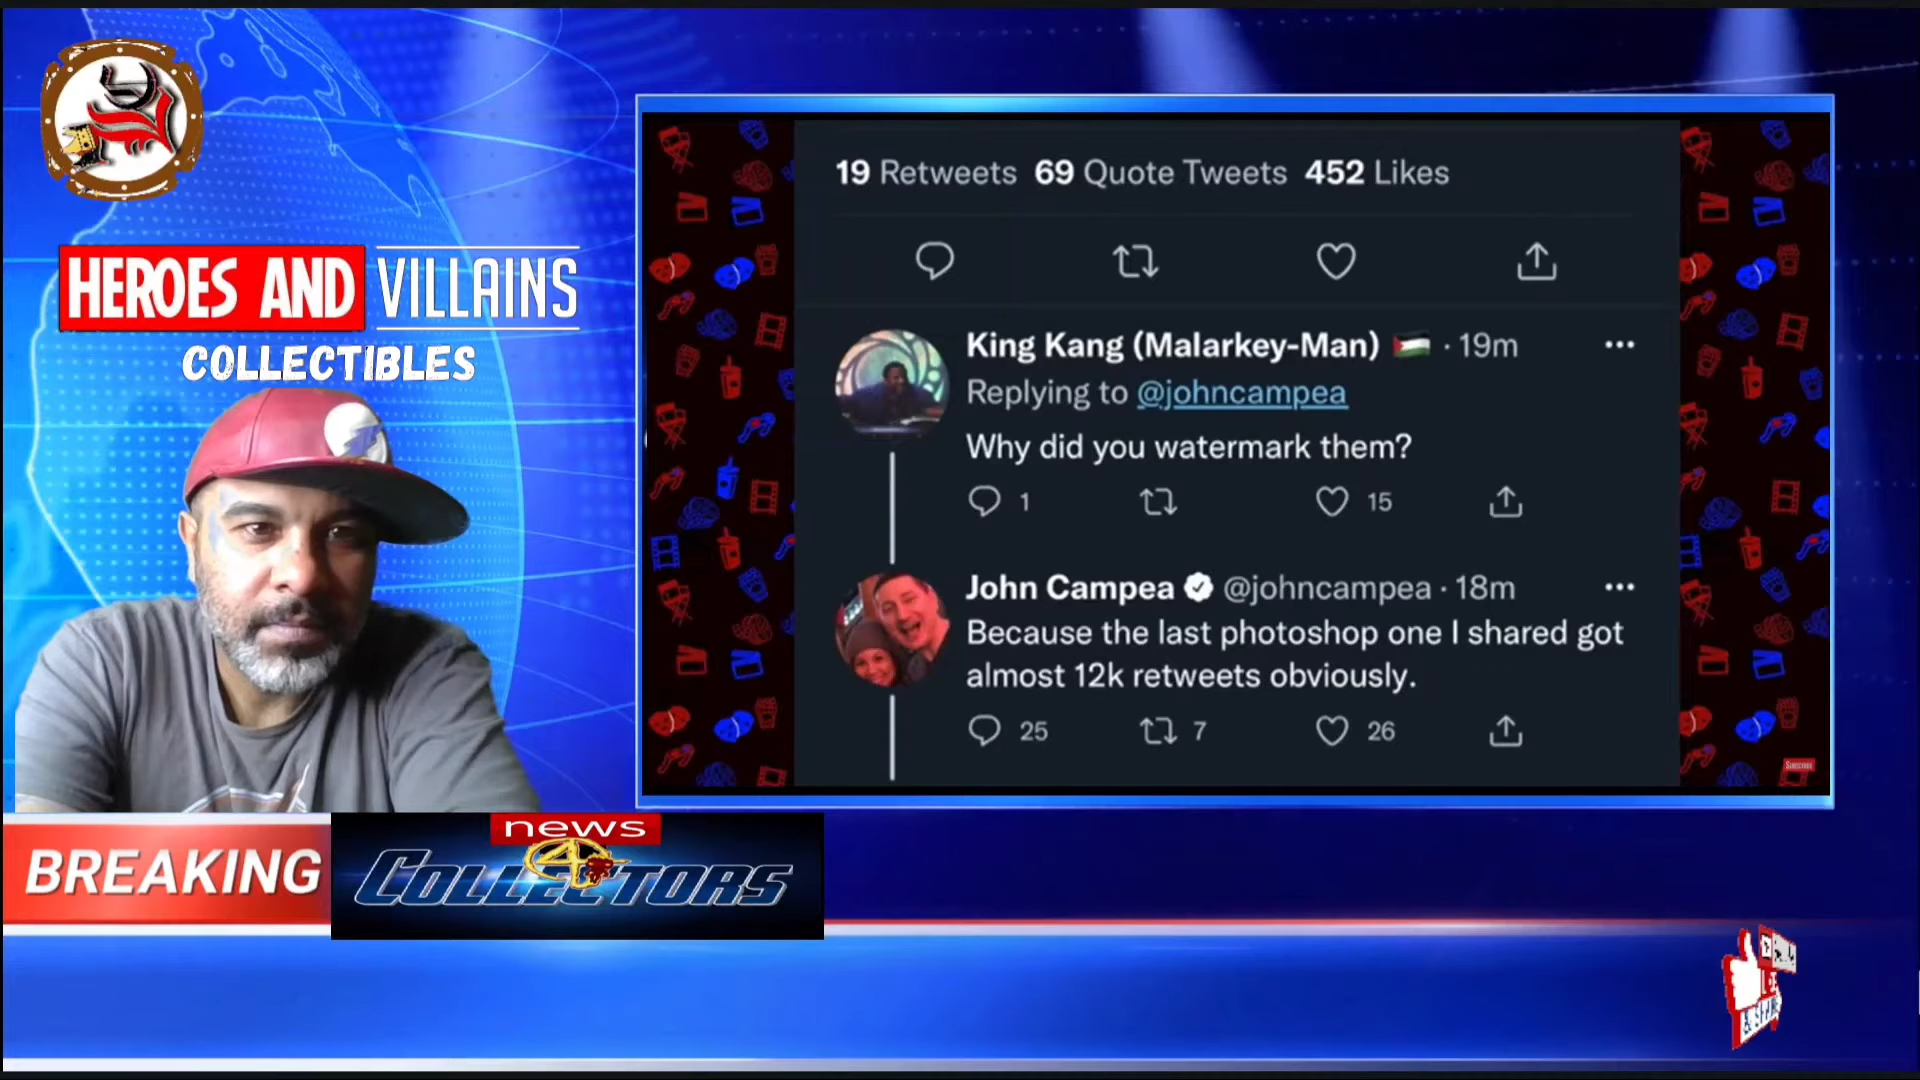 HEROES AND VILLAINS
COLLECTIBLES
19 Retweets 69 Quote Tweets 452 Likes
King Kang (Malarkey-Man) 🇵🇸 · 19m
Replying to @johncampea
Why did you watermark them?
1 15
John Campea @johncampea · 18m
Because the last photoshop one I shared got
almost 12k retweets obviously.
25 7 26
SUBSCRIBE
BREAKING
news
4
COLLECTORS